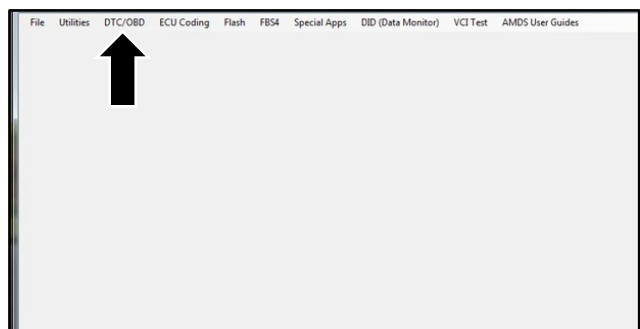 File Utilities DTC/OBD ECU Coding Flash FBS4 Special Apps DID (Data Monitor) VCI Test AMDS User Guides